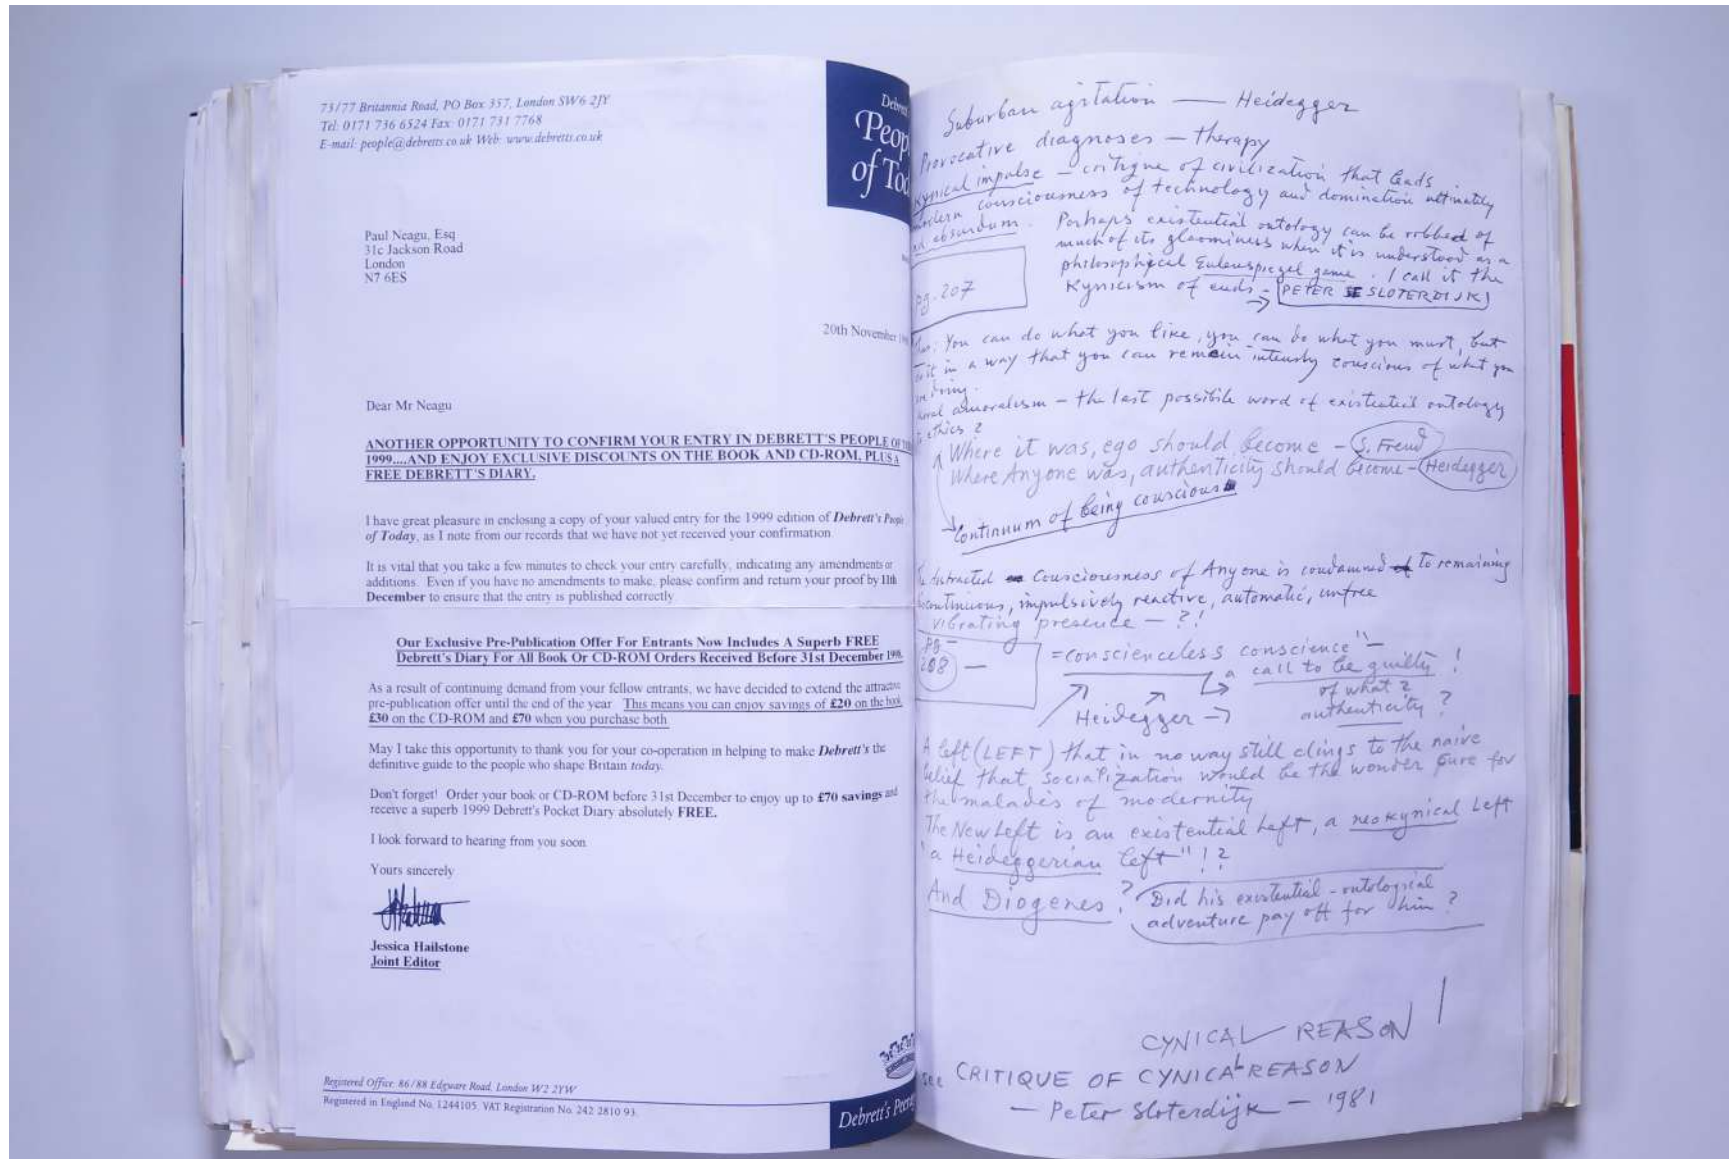 73/77 Britannia Road, PO Box 357, London SW6 2JY
Tel: 0171 736 6524 Fax: 0171 731 7768
E-mail: people@debretts.co.uk Web: www.debretts.co.uk
Debre
Peop
of Tod
Paul Neagu, Esq
31c Jackson Road
London
N7 6ES
20th November
Dear Mr Neagu
ANOTHER OPPORTUNITY TO CONFIRM YOUR ENTRY IN DEBRETT'S PEOPLE OF
1999....AND ENJOY EXCLUSIVE DISCOUNTS ON THE BOOK AND CD-ROM, PLUS A
FREE DEBRETT'S DIARY.
I have great pleasure in enclosing a copy of your valued entry for the 1999 edition of Debrett's People
of Today, as I note from our records that we have not yet received your confirmation
It is vital that you take a few minutes to check your entry carefully, indicating any amendments or
additions. Even if you have no amendments to make, please confirm and return your proof by 11th
December to ensure that the entry is published correctly
Our Exclusive Pre-Publication Offer For Entrants Now Includes A Superb FREE
Debrett's Diary For All Book Or CD-ROM Orders Received Before 31st December 1998.
As a result of continuing demand from your fellow entrants, we have decided to extend the attractive
pre-publication offer until the end of the year This means you can enjoy savings of £20 on the book,
£30 on the CD-ROM and £70 when you purchase both
May I take this opportunity to thank you for your co-operation in helping to make Debrett's the
definitive guide to the people who shape Britain today.
Don't forget! Order your book or CD-ROM before 31st December to enjoy up to £70 savings and
receive a superb 1999 Debrett's Pocket Diary absolutely FREE.
I look forward to hearing from you soon
Yours sincerely
Jessica Hailstone
Joint Editor
Registered Office: 86/88 Edgware Road, London W2 2YW
Registered in England No. 1244105. VAT Registration No. 242 2810 93
Debrett's Peer
Suburban agitation — Heidegger
Provocative diagnoses — therapy
Kynical impulse — critique of civilization that leads
modern consciousness of technology and domination ultimately
ad absurdum. Perhaps existential ontology can be robbed of
much of its gloominess when it is understood as a
philosophical Eulenspiegel game. I call it the
Kynicism of ends – (PETER SLOTERDIJK)
pg. 207
You can do what you like, you can do what you must, but
do it in a way that you can remain intensly conscious of what you
are doing.
moral amoralism – the last possibile word of existential ontology
to ethics?
Where it was, ego should become – S. Freud
Where Anyone was, authenticity should become – Heidegger
Continuum of being conscious
distracted Consciousness of Anyone is condamned to remaining
discontinuous, impulsively reactive, automatic, unfree
vibrating presence — ?!
pg –
208 —
= conscienceless conscience" –
a call to be guilty !
of what?
Heidegger → authenticity ?
A left (LEFT) that in no way still clings to the naive
belief that socialization would be the wonder cure for
the malades of modernity
The New Left is an existential Left, a neokynical Left
"a Heideggerian left" !?
And Diogenes? Did his existential-ontological
adventure pay off for him ?
CYNICAL REASON
see CRITIQUE OF CYNICAL REASON
— Peter Sloterdijk — 1981